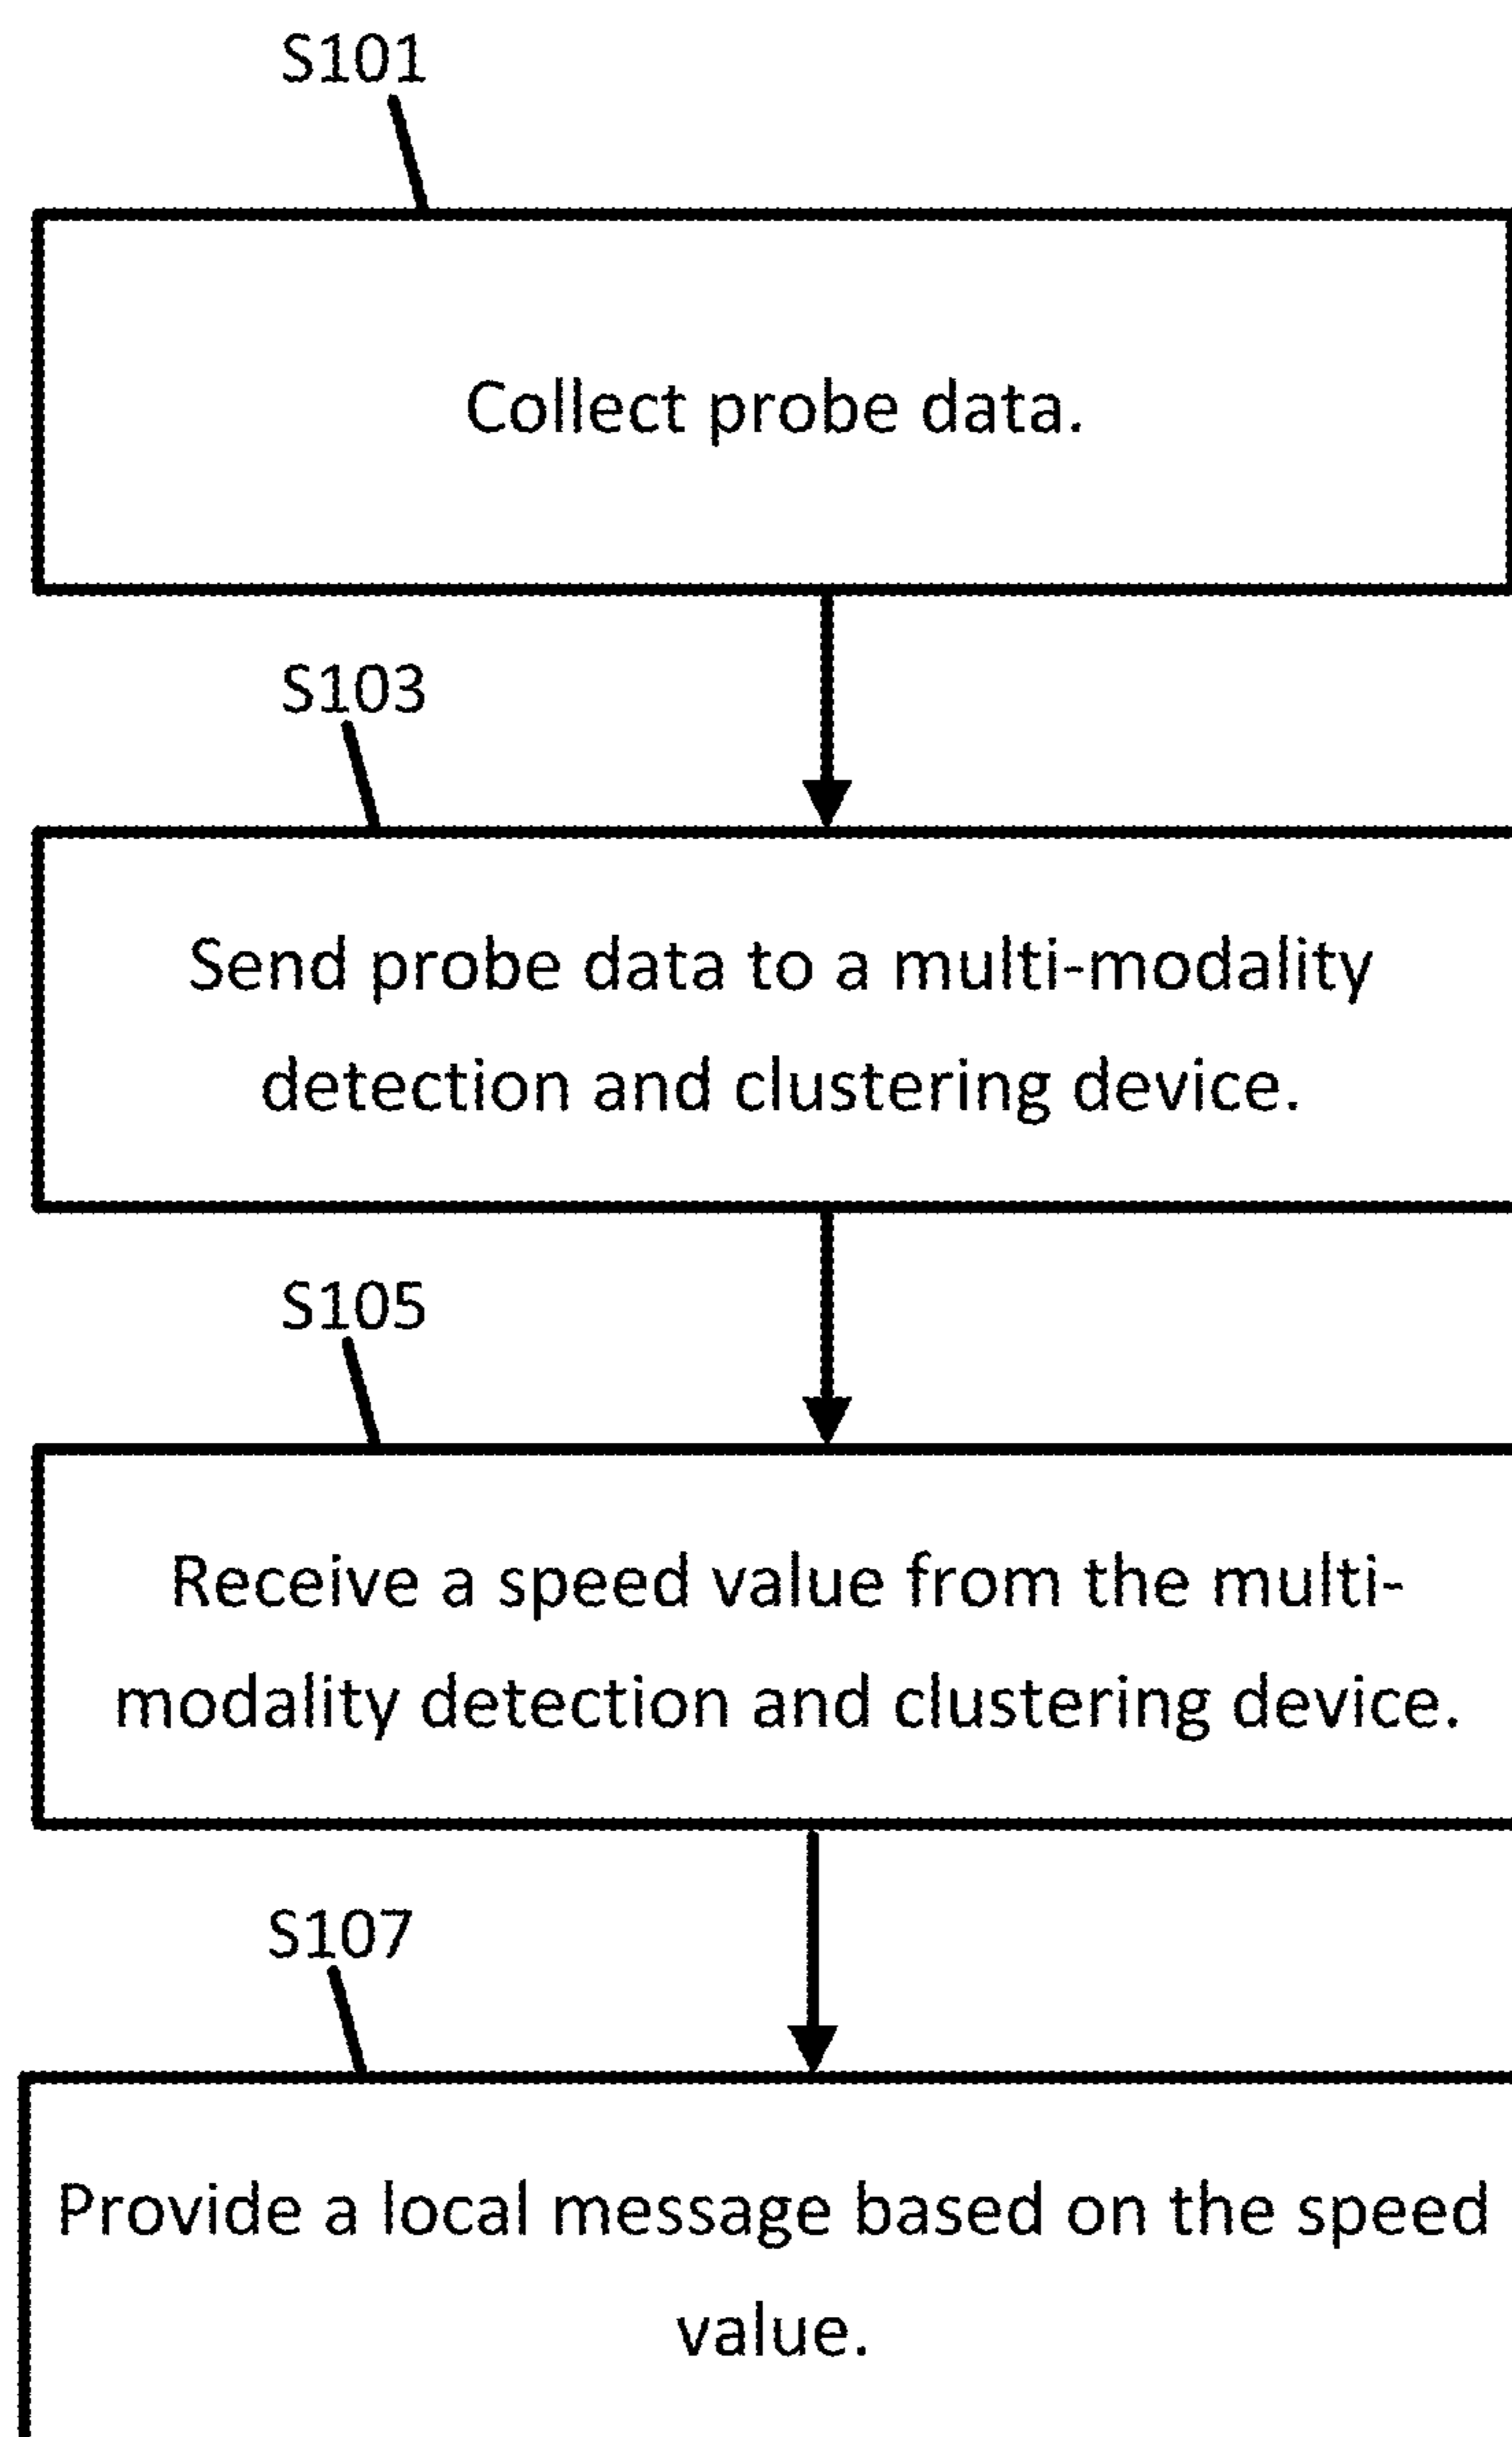 S101
Collect probe data.
S103
Send probe data to a multi-modality
detection and clustering device.
S105
Receive a speed value from the multi-
modality detection and clustering device.
S107
Provide a local message based on the speed
value.